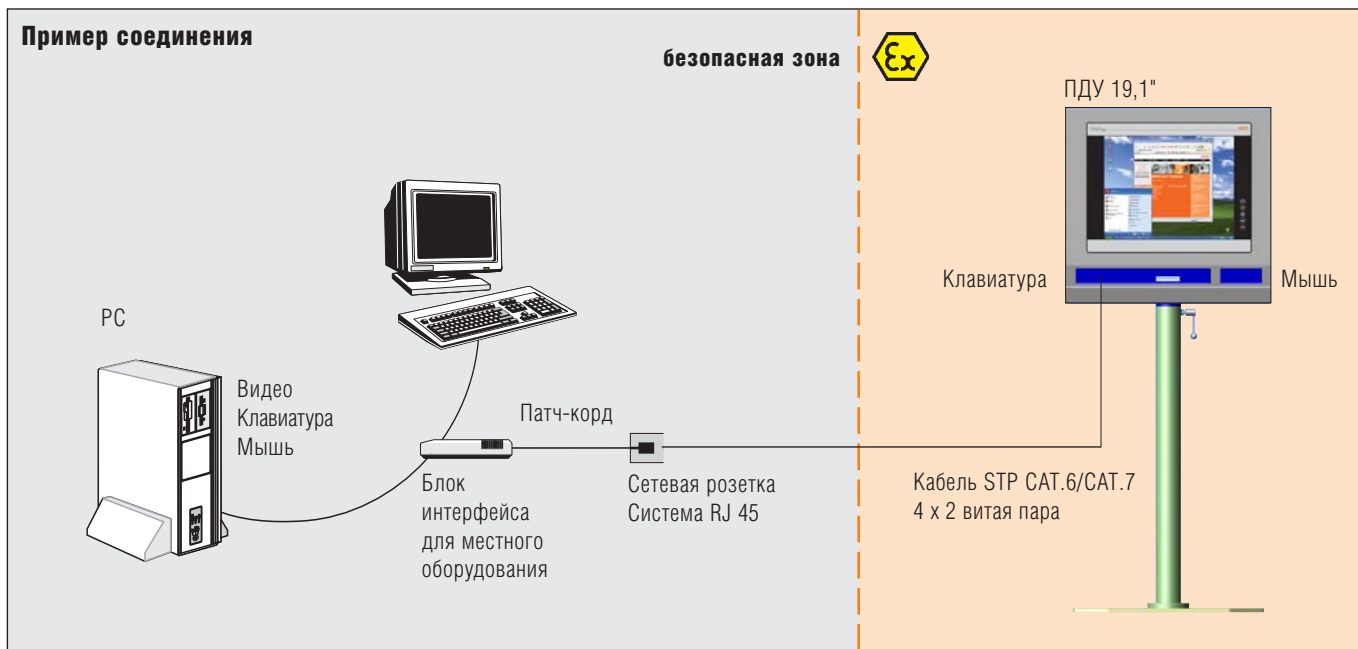 Пример соединения
безопасная зона
Ex
ПДУ 19,1"
Клавиатура
Мышь
PC
Видео
Клавиатура
Мышь
Патч-корд
Блок
интерфейса
для местного
оборудования
Сетевая розетка
Система RJ 45
Кабель STP CAT.6/CAT.7
4 x 2 витая пара